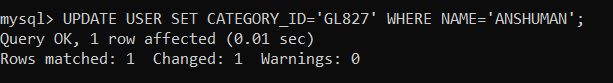 mysql> UPDATE USER SET CATEGORY_ID='GL827' WHERE NAME='ANSHUMAN';
Query OK, 1 row affected (0.01 sec)
Rows matched: 1  Changed: 1  Warnings: 0